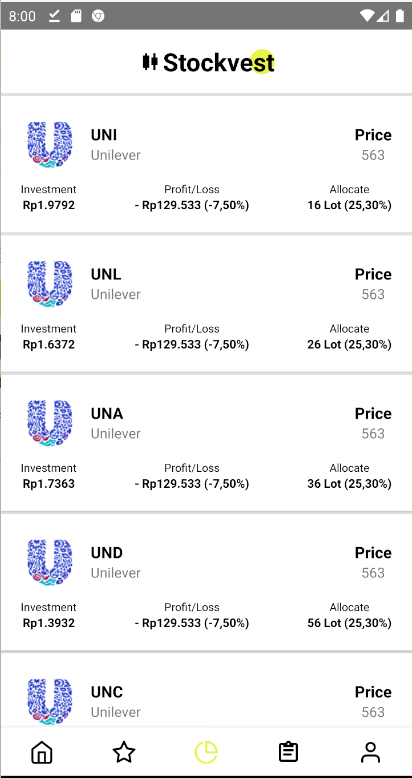 8:00
Stockvest
UNI Price
Unilever 563
Investment Profit/Loss Allocate
Rp1.9792 - Rp129.533 (-7,50%) 16 Lot (25,30%)
UNL Price
Unilever 563
Investment Profit/Loss Allocate
Rp1.6372 - Rp129.533 (-7,50%) 26 Lot (25,30%)
UNA Price
Unilever 563
Investment Profit/Loss Allocate
Rp1.7363 - Rp129.533 (-7,50%) 36 Lot (25,30%)
UND Price
Unilever 563
Investment Profit/Loss Allocate
Rp1.3932 - Rp129.533 (-7,50%) 56 Lot (25,30%)
UNC Price
Unilever 563